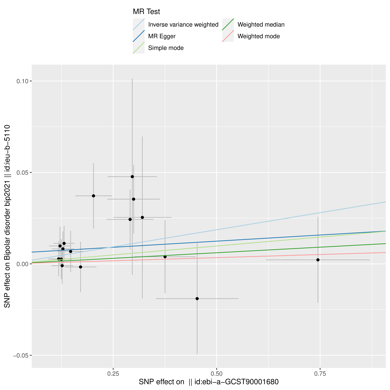 MR Test
Inverse variance weighted
Weighted median
MR Egger
Weighted mode
Simple mode
0.10
0.05
0.00
−0.05
0.25
0.50
0.75
SNP effect on Bipolar disorder bip2021 || id:ieu−b−5110
SNP effect on || id:ebi−a−GCST90001680